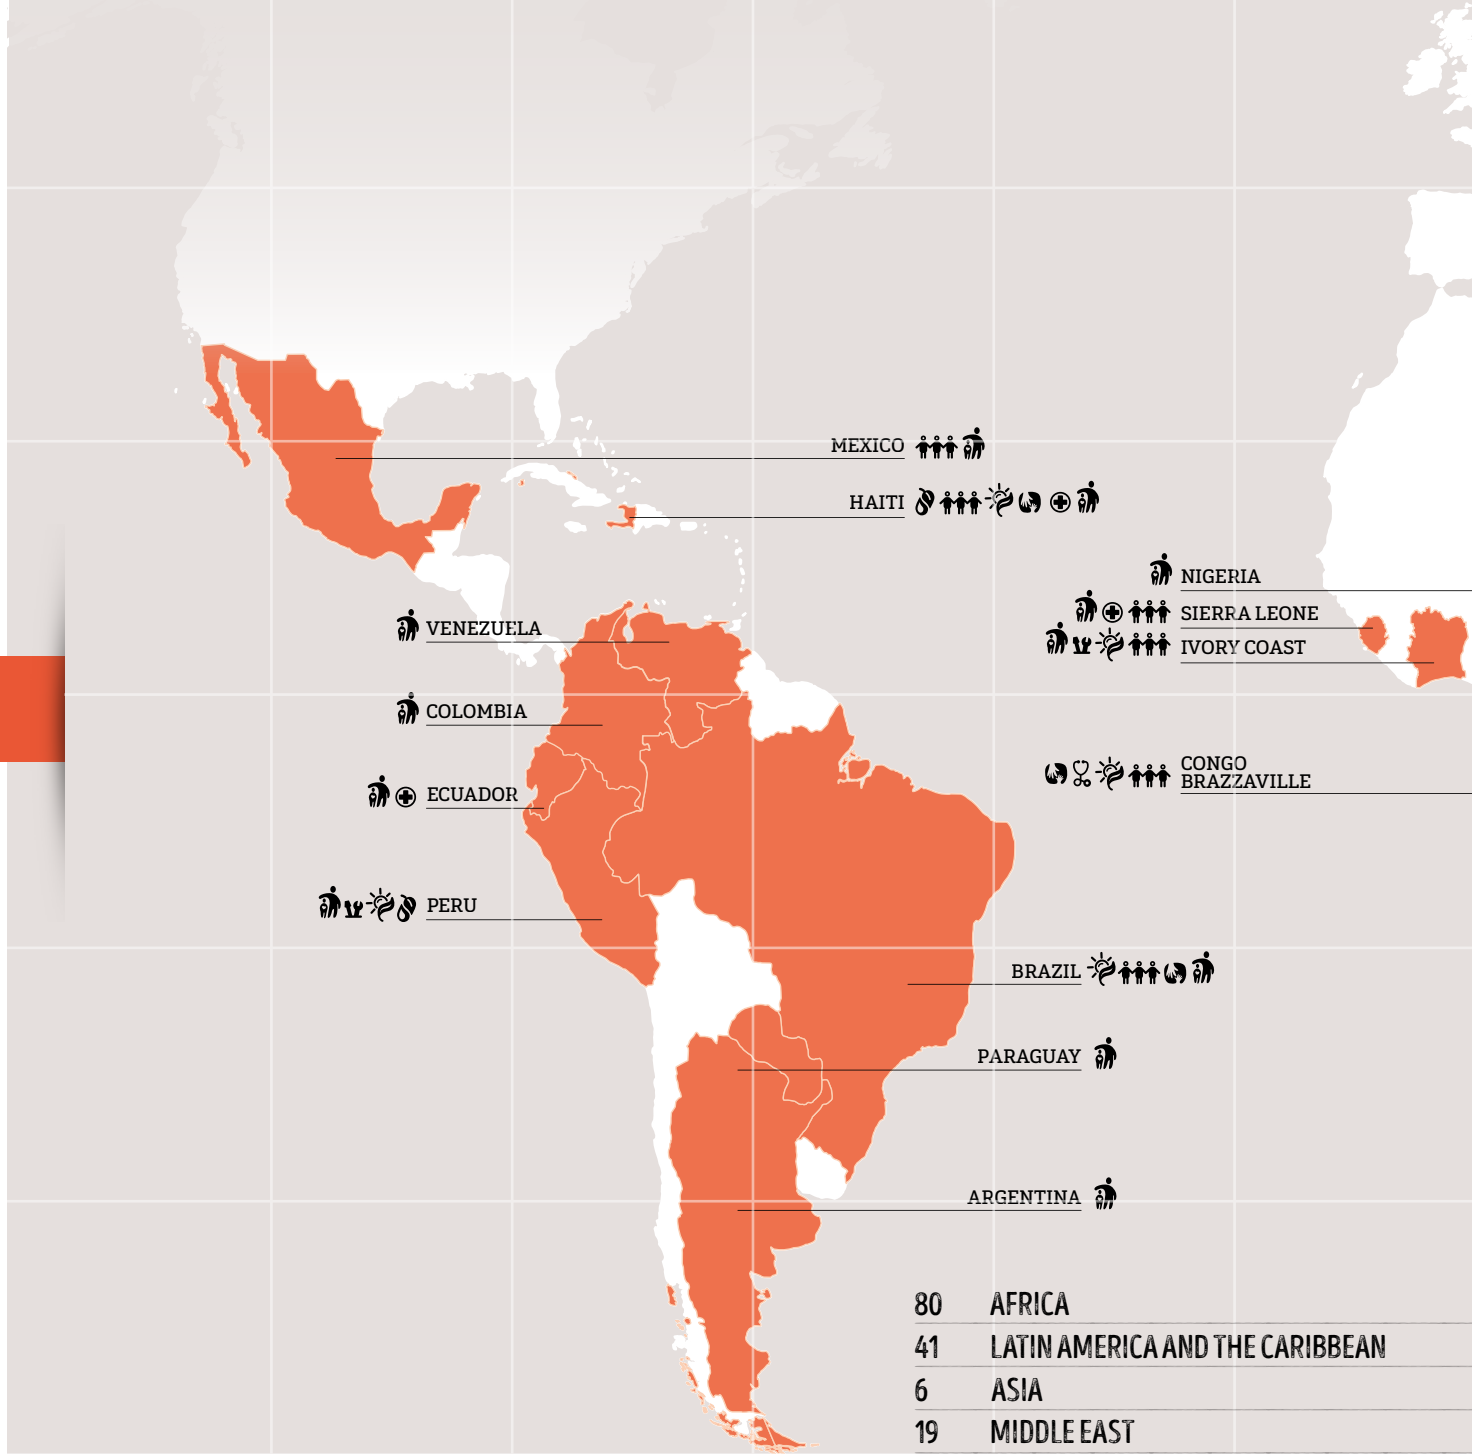 MEXICO
HAITI
NIGERIA
SIERRA LEONE
IVORY COAST
VENEZUELA
COLOMBIA
ECUADOR
CONGO
BRAZZAVILLE
PERU
BRAZIL
PARAGUAY
ARGENTINA
80 AFRICA
41 LATIN AMERICA AND THE CARIBBEAN
6 ASIA
19 MIDDLE EAST